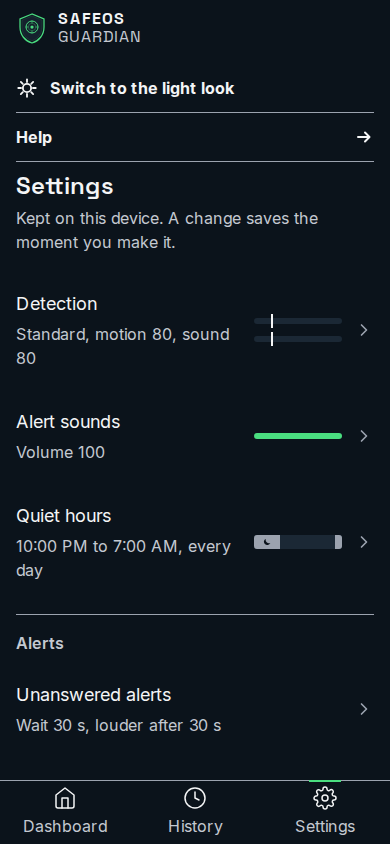 SAFEOS
GUARDIAN
Switch to the light look
Help
Settings
Kept on this device. A change saves the
moment you make it.
Detection
Standard, motion 80, sound
80
Alert sounds
Volume 100
Quiet hours
10:00 PM to 7:00 AM, every
day
Alerts
Unanswered alerts
Wait 30 s, louder after 30 s
Dashboard
History
Settings